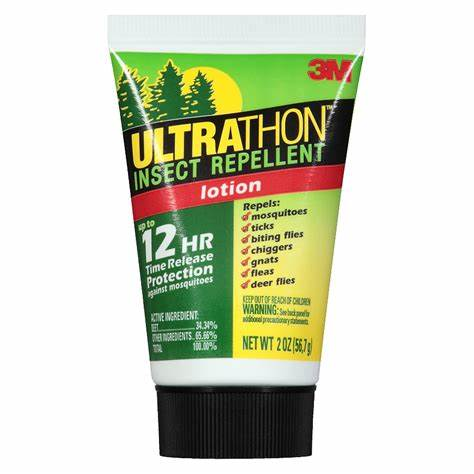 3M
ULTRATHON™
INSECT REPELLENT
lotion
up to
12 HR
Time Release
Protection
against mosquitoes
Repels:
mosquitoes
ticks
biting flies
chiggers
gnats
fleas
deer flies
KEEP OUT OF REACH OF CHILDREN
WARNING: See back panel for
additional precautionary statements.
ACTIVE INGREDIENT:
DEET 34.34%
OTHER INGREDIENTS: 65.66%
TOTAL 100.00%
NET WT 2 OZ (56,7g)